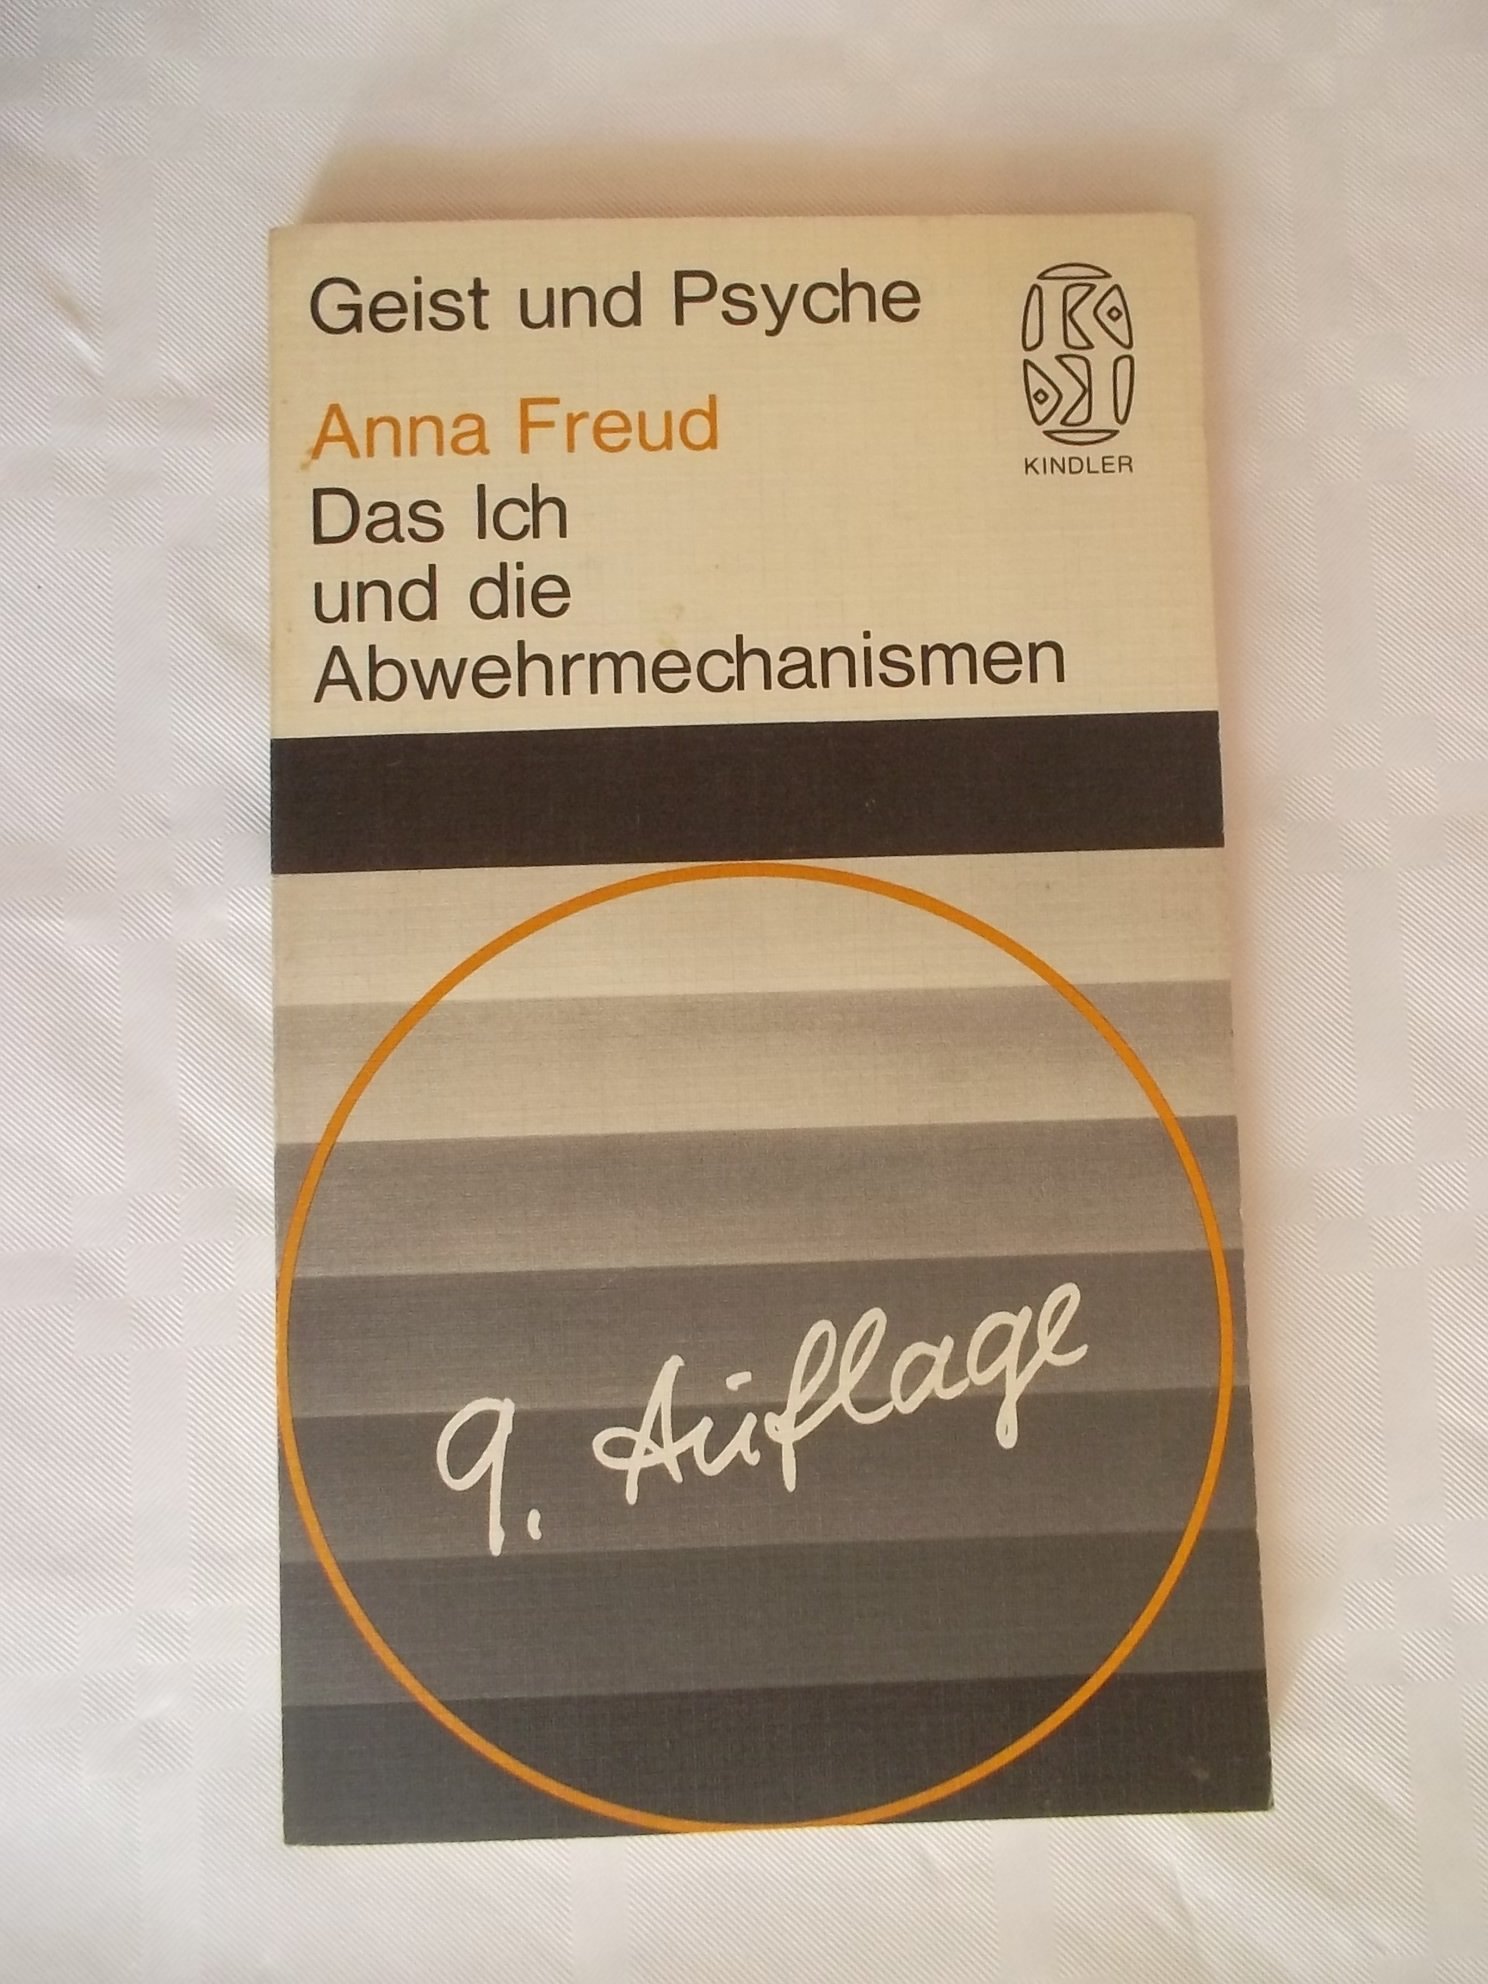 Geist und Psyche
Anna Freud
Das Ich
und die
Abwehrmechanismen
KINDLER
9. Auflage